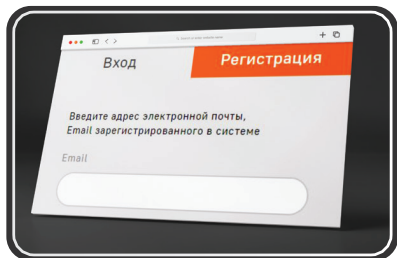 Вход
Регистрация
Введите адрес электронной почты,
Email зарегистрированного в системе
Email